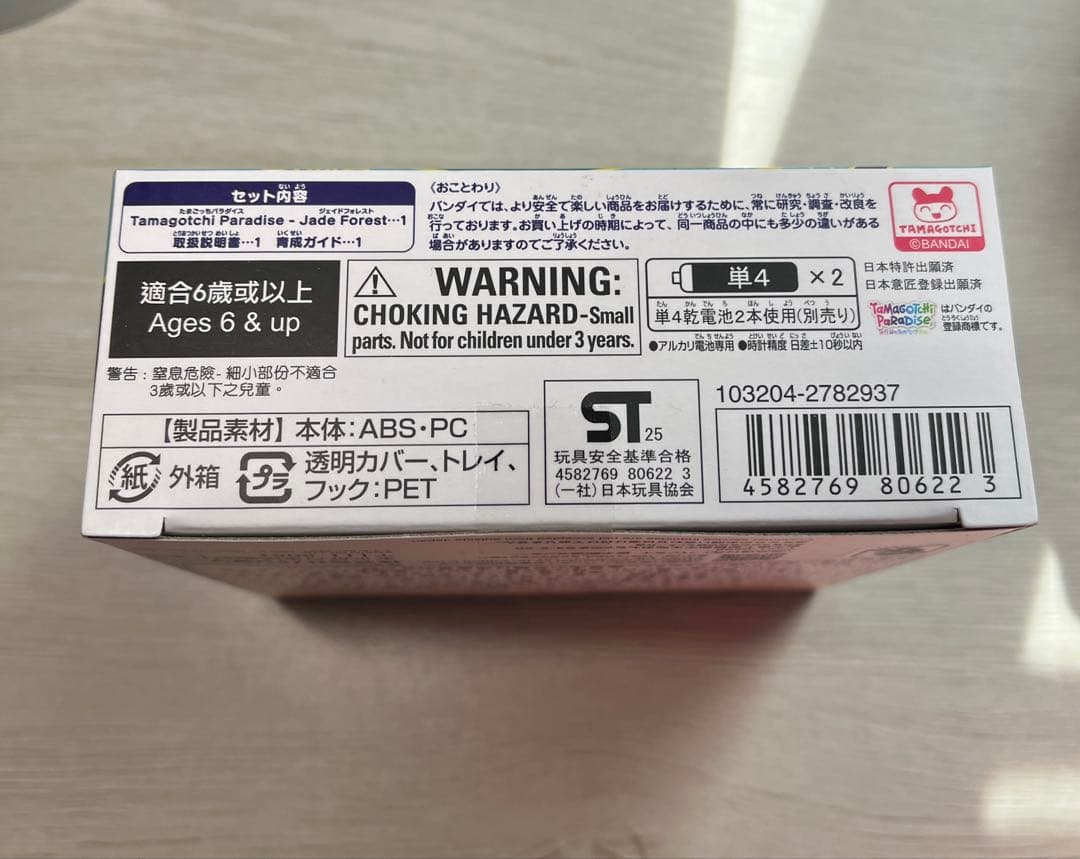 セット内容
Tamagotchi Paradise - Jade Forest…1
取扱説明書…1 育成ガイド…1
〈おことわり〉
バンダイでは、より安全で楽しい商品をお届けするために、常に研究・調査・改良を
行っております。お買い上げの時期によって、同一商品の中にも多少の違いがある
場合がありますのでご了承ください。
TAMAGOTCHI
©BANDAI
適合6歲或以上
Ages 6 & up
警告：窒息危險- 細小部份不適合
3歲或以下之兒童。
WARNING:
CHOKING HAZARD-Small
parts. Not for children under 3 years.
単4 ×2
単4乾電池2本使用(別売り)
●アルカリ電池専用 ●時計精度 日差±10秒以内
日本特許出願済
日本意匠登録出願済
TaMaGOTCHi PaRaDiSE はバンダイの
登録商標です。
【製品素材】本体:ABS・PC
紙 外箱
プラ 透明カバー、トレイ、
フック:PET
ST 25
玩具安全基準合格
4582769 80622 3
(一社)日本玩具協会
103204-2782937
4582769 80622 3